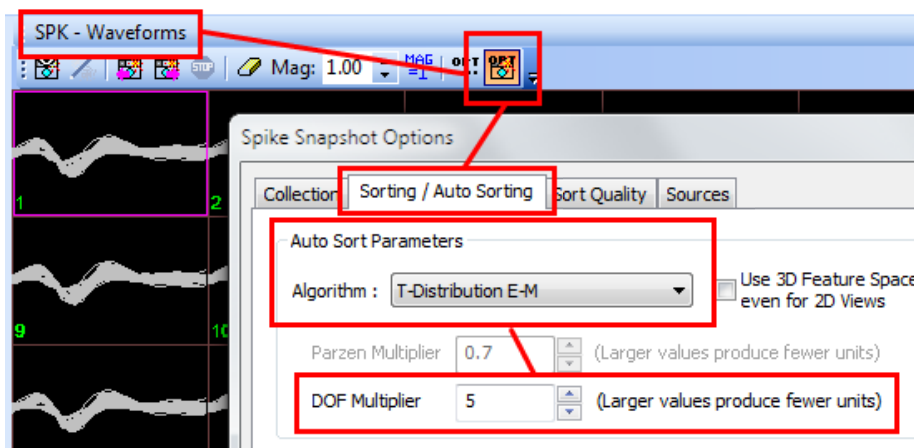 SPK - Waveforms
Mag: 1.00 MAG =1 OPT ... OPT
Spike Snapshot Options
Collection Sorting / Auto Sorting Sort Quality Sources
1 2
Auto Sort Parameters
Algorithm : T-Distribution E-M Use 3D Feature Space
even for 2D Views
9 10
Parzen Multiplier 0.7 (Larger values produce fewer units)
DOF Multiplier 5 (Larger values produce fewer units)